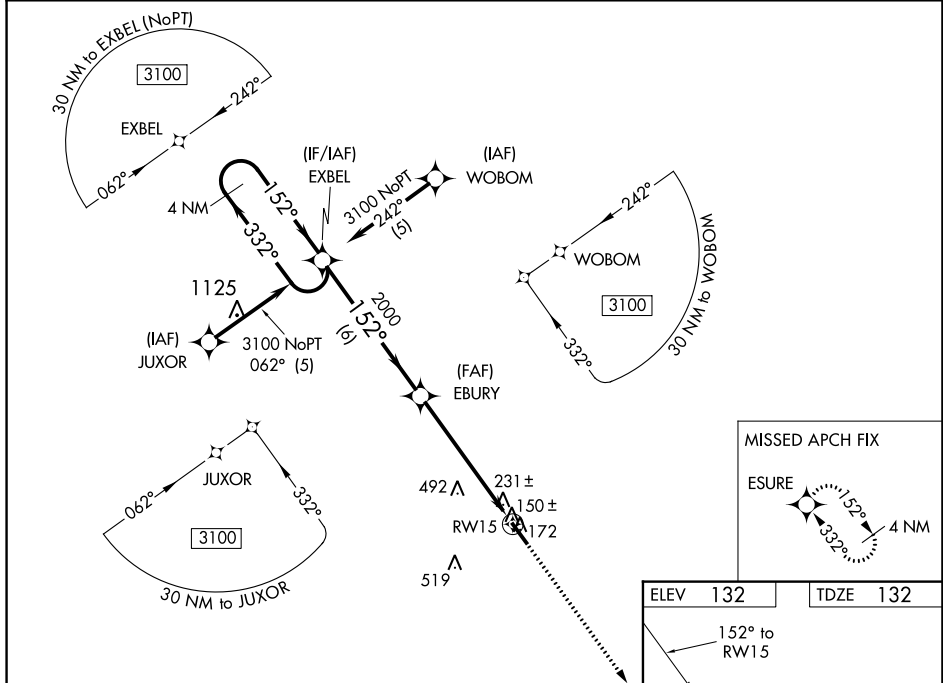 30 NM to EXBEL (NoPT)
3100
242°
EXBEL
062°
(IF/IAF)
EXBEL
(IAF)
WOBOM
3100 NoPT
242°
(5)
4 NM
152°
332°
242°
WOBOM
3100
332°
30 NM to WOBOM
1125
(IAF)
JUXOR
3100 NoPT
062° (5)
2000
152°
(6)
(FAF)
EBURY
JUXOR
062°
332°
3100
30 NM to JUXOR
492
231 ±
150 ±
RW15
172
519
MISSED APCH FIX
ESURE
152°
332°
4 NM
ELEV 132
TDZE 132
152° to
RW15